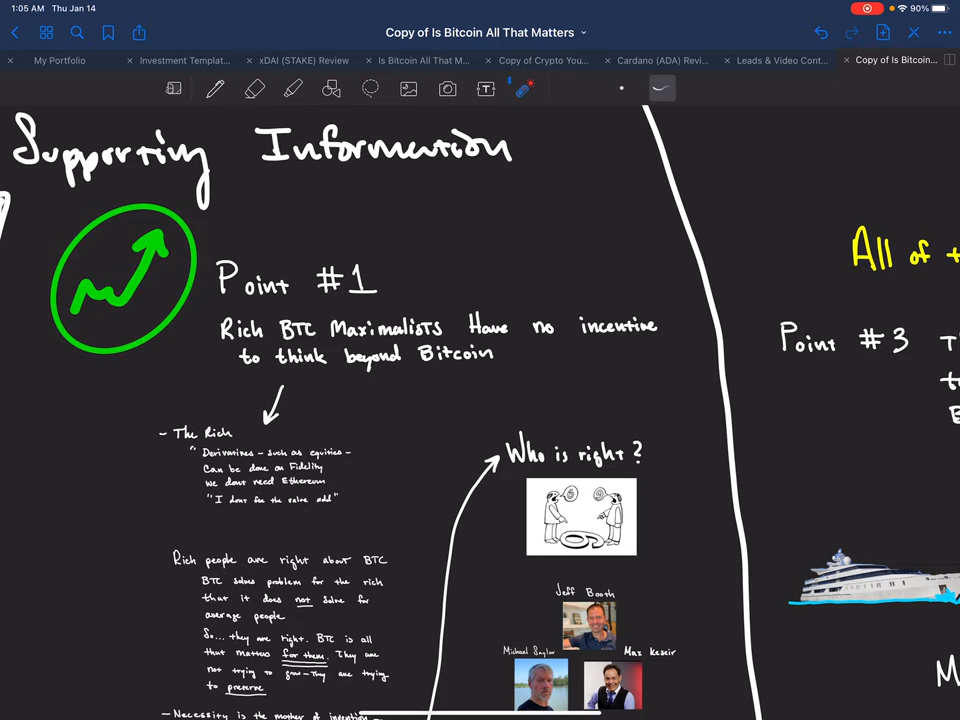 1:05 AM Thu Jan 14
90%
Copy of Is Bitcoin All That Matters
My Portfolio
Investment Templat...
xDAI (STAKE) Review
Is Bitcoin All That M...
Copy of Crypto You...
Cardano (ADA) Revi...
Leads & Video Cont...
Copy of Is Bitcoin...
Supporting Information
Point #1
Rich BTC Maximalists Have no incentive
to think beyond Bitcoin
- The Rich
"Derivatives - such as equities -
Can be done on Fidelity
We dont need Ethereum
"I dont see the value add"
Rich people are right about BTC
BTC solves problem for the rich
that it does not solve for
average people
So... they are right. BTC is all
that matters for them. They are
not trying to grow - They are trying
to preserve
- Necessity is the mother of invention -
Who is right?
Jeff Booth
Michael Saylor
Max Keseir
All of t
Point #3
M